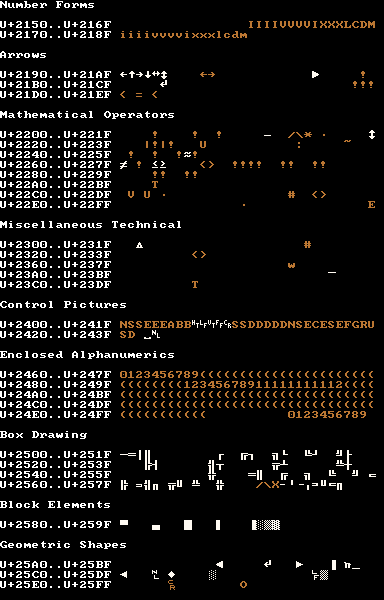 Number Forms
U+2150..U+216F IIIIVVVVIXXXLCDM
U+2170..U+218F iiiivvvvixxxlcdm
Arrows
U+2190..U+21AF ←↑→↓↔↕ ↔ ► !
U+21B0..U+21CF ↵ !!
U+21D0..U+21EF < = <
Mathematical Operators
U+2200..U+221F ! ! ! – /\* · ↕
U+2220..U+223F |!|! U : ~
U+2240..U+225F ! ! !≈!
U+2260..U+227F ≠ ! ≤≥ <> !!!! !! !!
U+2280..U+229F !! !!
U+22A0..U+22BF T
U+22C0..U+22DF V U · # <>
U+22E0..U+22FF · E
Miscellaneous Technical
U+2300..U+231F #
U+2320..U+233F <>
U+2360..U+237F w
U+23A0..U+23BF
U+23C0..U+23DF T
Control Pictures
U+2400..U+241F NSSEEEABB␉␊␋␌␍SSDDDDDNSECESEFGRU
U+2420..U+243F SD ␣␤
Enclosed Alphanumerics
U+2460..U+247F 0123456789((((((((((((((((((((((
U+2480..U+249F ((((((((123456789111111111112((((
U+24A0..U+24BF ((((((((((((((((((((((((((((((((
U+24C0..U+24DF ((((((((((((((((((((((((((((((((
U+24E0..U+24FF ((((((((((( 0123456789
Box Drawing
U+2500..U+251F
U+2520..U+253F
U+2540..U+255F
U+2560..U+257F /\X
Block Elements
U+2580..U+259F
Geometric Shapes
U+25A0..U+25BF
U+25C0..U+25DF
U+25E0..U+25FF O